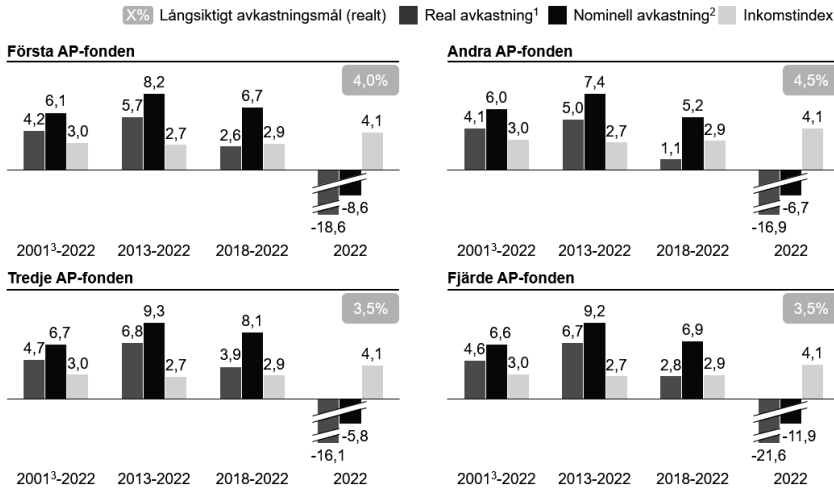 X% Långsiktigt avkastningsmål (realt) Real avkastning¹ Nominell avkastning² Inkomstindex
Första AP-fonden
4,0%
4,2 6,1 3,0 5,7 8,2 2,7 2,6 6,7 2,9 -18,6 -8,6 4,1
2001³-2022 2013-2022 2018-2022 2022
Andra AP-fonden
4,5%
4,1 6,0 3,0 5,0 7,4 2,7 1,1 5,2 2,9 -16,9 -6,7 4,1
2001³-2022 2013-2022 2018-2022 2022
Tredje AP-fonden
3,5%
4,7 6,7 3,0 6,8 9,3 2,7 3,9 8,1 2,9 -16,1 -5,8 4,1
2001³-2022 2013-2022 2018-2022 2022
Fjärde AP-fonden
3,5%
4,6 6,6 3,0 6,7 9,2 2,7 2,8 6,9 2,9 -21,6 -11,9 4,1
2001³-2022 2013-2022 2018-2022 2022